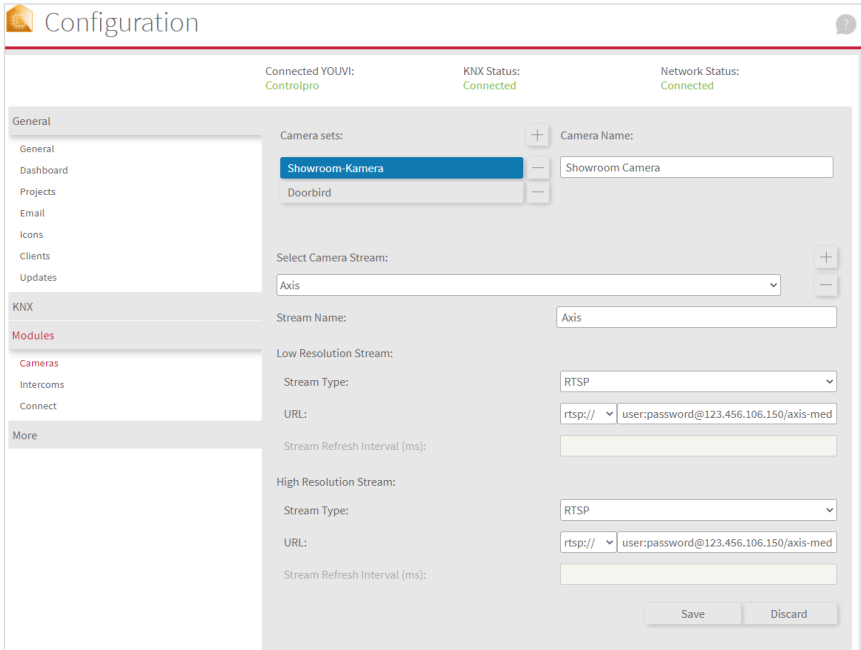 Configuration
?
Connected YOUVI:
Controlpro
KNX Status:
Connected
Network Status:
Connected
General
General
Dashboard
Projects
Email
Icons
Clients
Updates
KNX
Modules
Cameras
Intercoms
Connect
More
Camera sets:
Showroom-Kamera
Doorbird
Camera Name:
Showroom Camera
Select Camera Stream:
Axis
Stream Name:
Axis
Low Resolution Stream:
Stream Type:
RTSP
URL:
rtsp://
user:password@123.456.106.150/axis-med
Stream Refresh Interval (ms):
High Resolution Stream:
Stream Type:
RTSP
URL:
rtsp://
user:password@123.456.106.150/axis-med
Stream Refresh Interval (ms):
Save
Discard